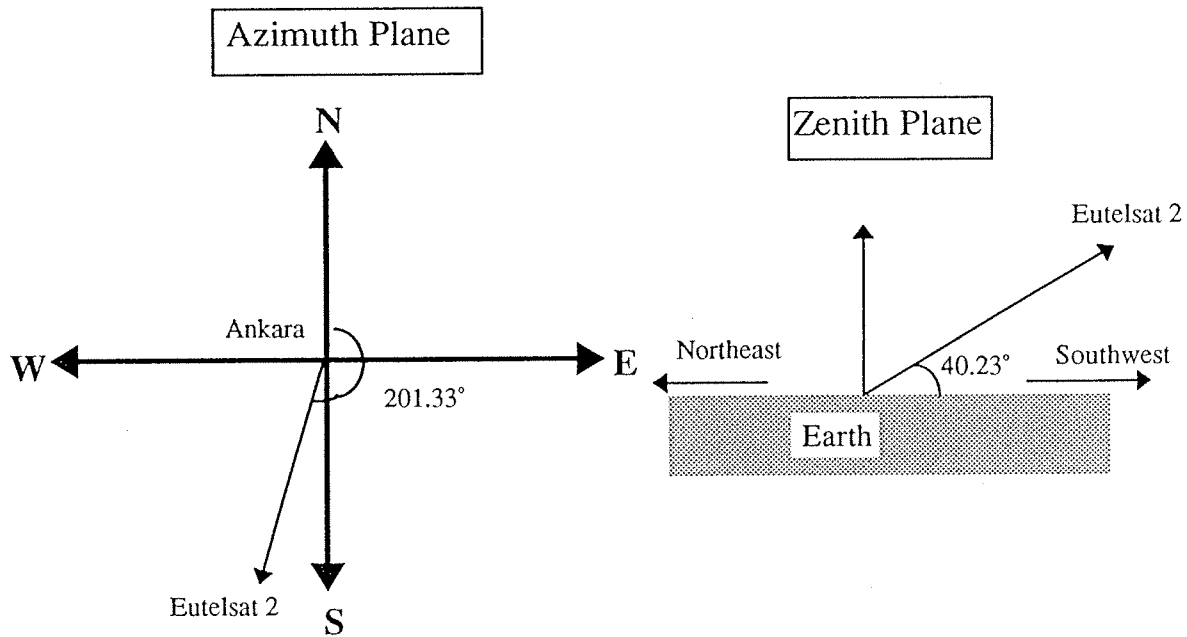 Azimuth Plane
N
W
Ankara
E
201.33°
Eutelsat 2
S
Zenith Plane
Eutelsat 2
Northeast
40.23°
Southwest
Earth